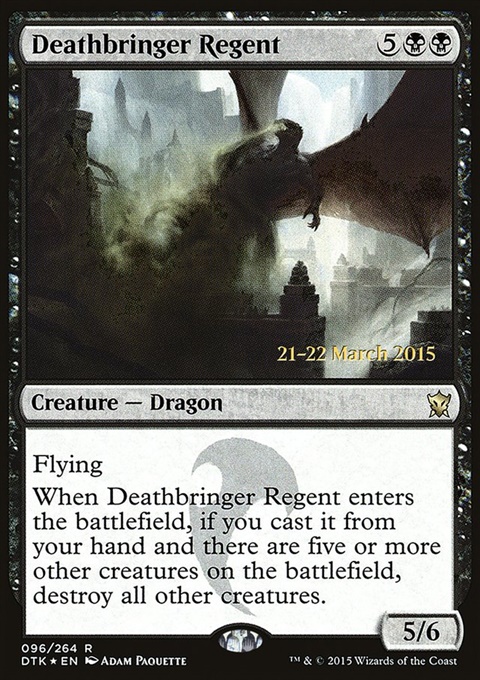 Deathbringer Regent 5
21–22 March 2015
Creature — Dragon
Flying
When Deathbringer Regent enters
the battlefield, if you cast it from
your hand and there are five or more
other creatures on the battlefield,
destroy all other creatures.
5/6
096/264 R
DTK ★ EN Adam Paquette
™ & © 2015 Wizards of the Coast